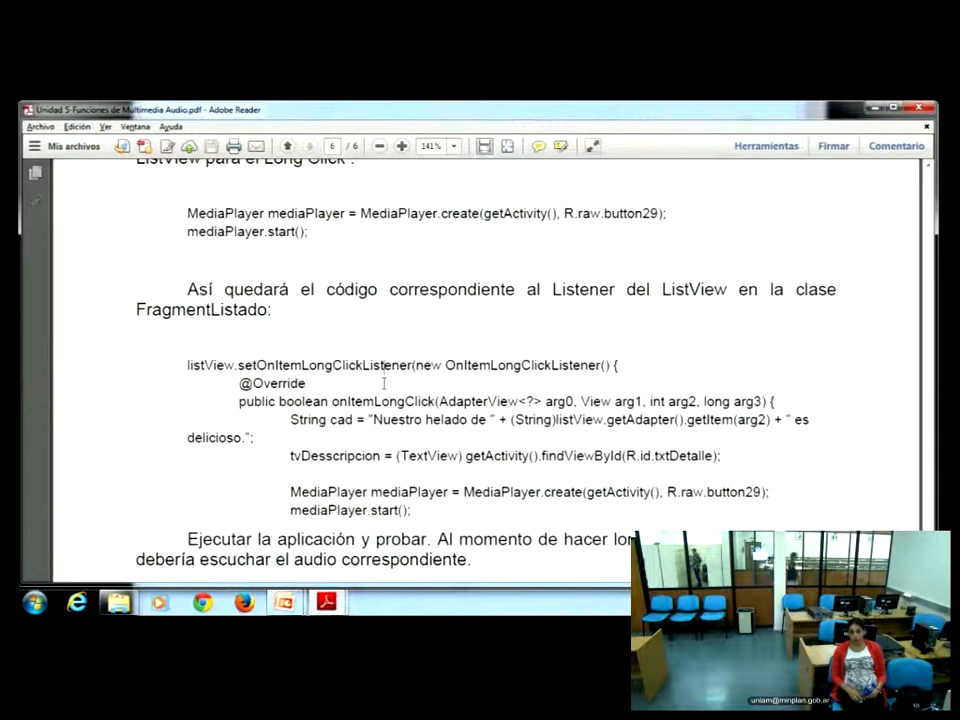 Unidad 5-Funciones de Multimedia Audio.pdf - Adobe Reader
Archivo Edición Ver Ventana Ayuda
Mis archivos 6 / 6 141% Herramientas Firmar Comentario
ListView para el Long Click".
MediaPlayer mediaPlayer = MediaPlayer.create(getActivity(), R.raw.button29);
mediaPlayer.start();
Así quedará el código correspondiente al Listener del ListView en la clase
FragmentListado:
listView.setOnItemLongClickListener(new OnItemLongClickListener() {
@Override
public boolean onItemLongClick(AdapterView<?> arg0, View arg1, int arg2, long arg3) {
String cad = "Nuestro helado de " + (String)listView.getAdapter().getItem(arg2) + " es
delicioso.";
tvDesscripcion = (TextView) getActivity().findViewById(R.id.txtDetalle);
MediaPlayer mediaPlayer = MediaPlayer.create(getActivity(), R.raw.button29);
mediaPlayer.start();
Ejecutar la aplicación y probar. Al momento de hacer
debería escuchar el audio correspondiente.
unlam@minplan.gob.ar